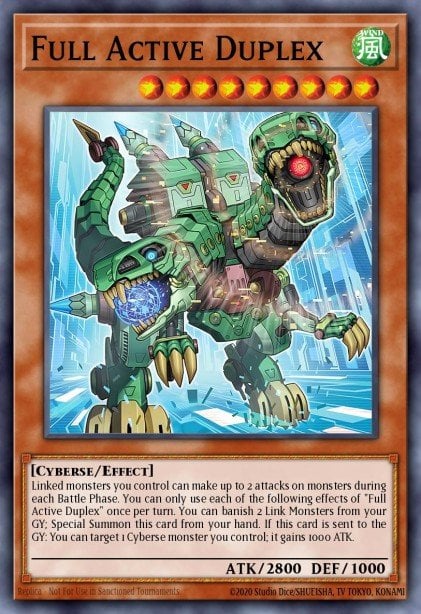 Full Active Duplex
WIND
風
[Cyberse/Effect]
Linked monsters you control can make up to 2 attacks on monsters during
each Battle Phase. You can only use each of the following effects of "Full
Active Duplex" once per turn. You can banish 2 Link Monsters from your
GY; Special Summon this card from your hand. If this card is sent to the
GY: You can target 1 Cyberse monster you control; it gains 1000 ATK.
ATK/2800 DEF/1000
Replica - Not For Use in Sanctioned Tournaments
©2020 Studio Dice/SHUEISHA, TV TOKYO, KONAMI